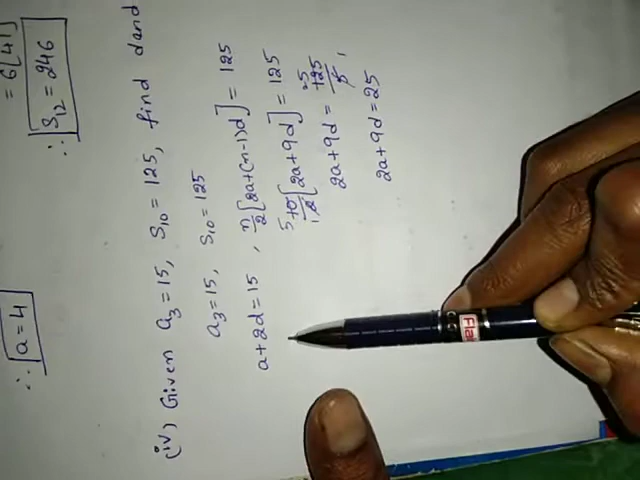 = 6[41]
∴ S₁₂ = 246
∴ a = 4
(iv) Given a₃ = 15, S₁₀ = 125, find d and
a₃ = 15, S₁₀ = 125
a + 2d = 15 , n/2 [2a + (n-1)d] = 125
5 10/2 1 [2a + 9d] = 125
2a + 9d = 25 125/5 1
2a + 9d = 25
Fla